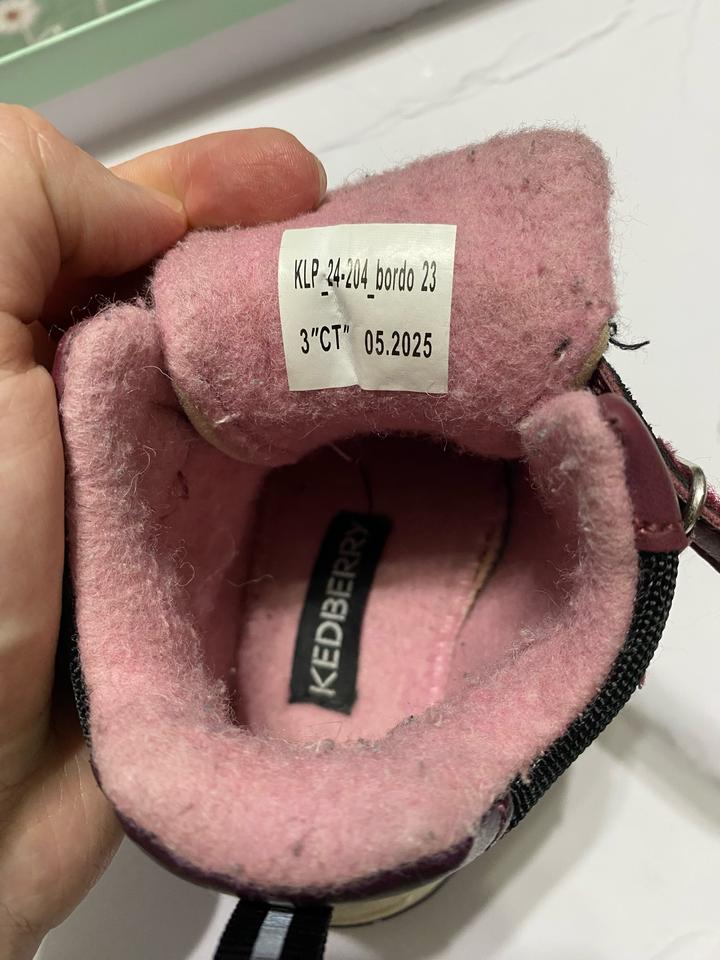 KLP_24-204_bordo 23
3"CT" 05.2025
KEDBERRY